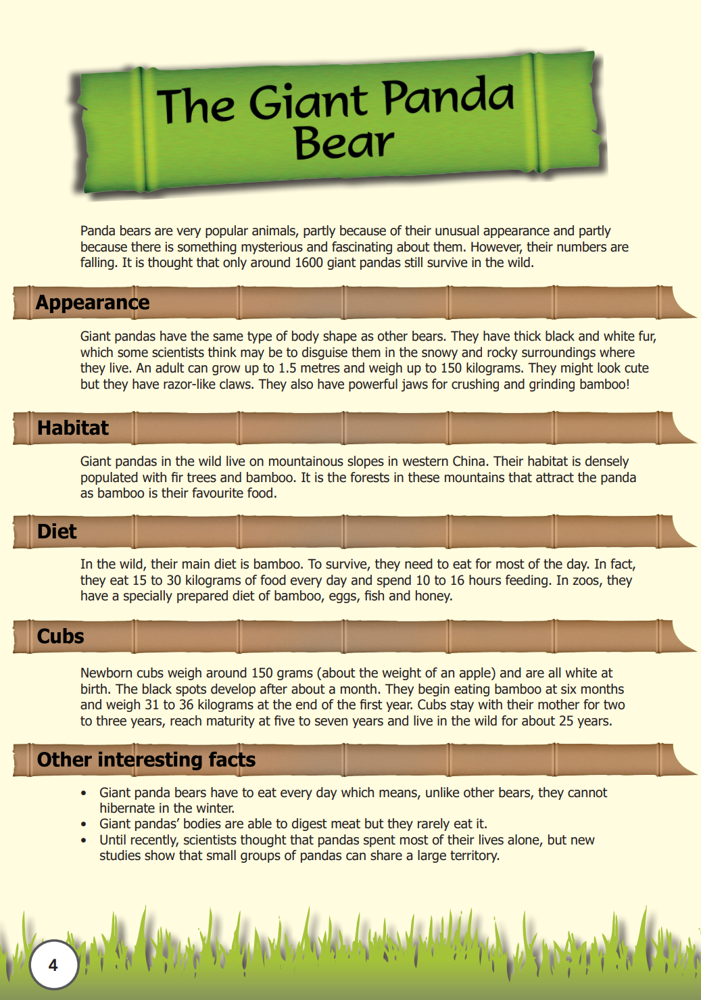 The Giant Panda
Bear
Panda bears are very popular animals, partly because of their unusual appearance and partly
because there is something mysterious and fascinating about them. However, their numbers are
falling. It is thought that only around 1600 giant pandas still survive in the wild.
Appearance
Giant pandas have the same type of body shape as other bears. They have thick black and white fur,
which some scientists think may be to disguise them in the snowy and rocky surroundings where
they live. An adult can grow up to 1.5 metres and weigh up to 150 kilograms. They might look cute
but they have razor-like claws. They also have powerful jaws for crushing and grinding bamboo!
Habitat
Giant pandas in the wild live on mountainous slopes in western China. Their habitat is densely
populated with fir trees and bamboo. It is the forests in these mountains that attract the panda
as bamboo is their favourite food.
Diet
In the wild, their main diet is bamboo. To survive, they need to eat for most of the day. In fact,
they eat 15 to 30 kilograms of food every day and spend 10 to 16 hours feeding. In zoos, they
have a specially prepared diet of bamboo, eggs, fish and honey.
Cubs
Newborn cubs weigh around 150 grams (about the weight of an apple) and are all white at
birth. The black spots develop after about a month. They begin eating bamboo at six months
and weigh 31 to 36 kilograms at the end of the first year. Cubs stay with their mother for two
to three years, reach maturity at five to seven years and live in the wild for about 25 years.
Other interesting facts
• Giant panda bears have to eat every day which means, unlike other bears, they cannot
hibernate in the winter.
• Giant pandas’ bodies are able to digest meat but they rarely eat it.
• Until recently, scientists thought that pandas spent most of their lives alone, but new
studies show that small groups of pandas can share a large territory.
4